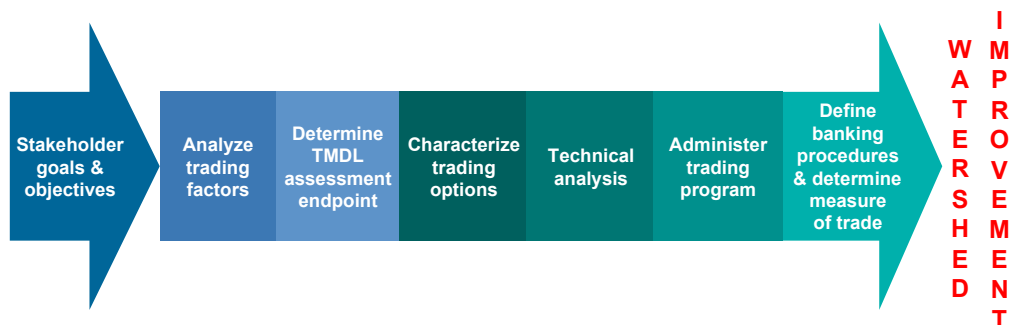 Stakeholder
goals &
objectives
Analyze
trading
factors
Determine
TMDL
assessment
endpoint
Characterize
trading
options
Technical
analysis
Administer
trading
program
Define
banking
procedures
& determine
measure
of trade
WATERSHED
IMPROVEMENT